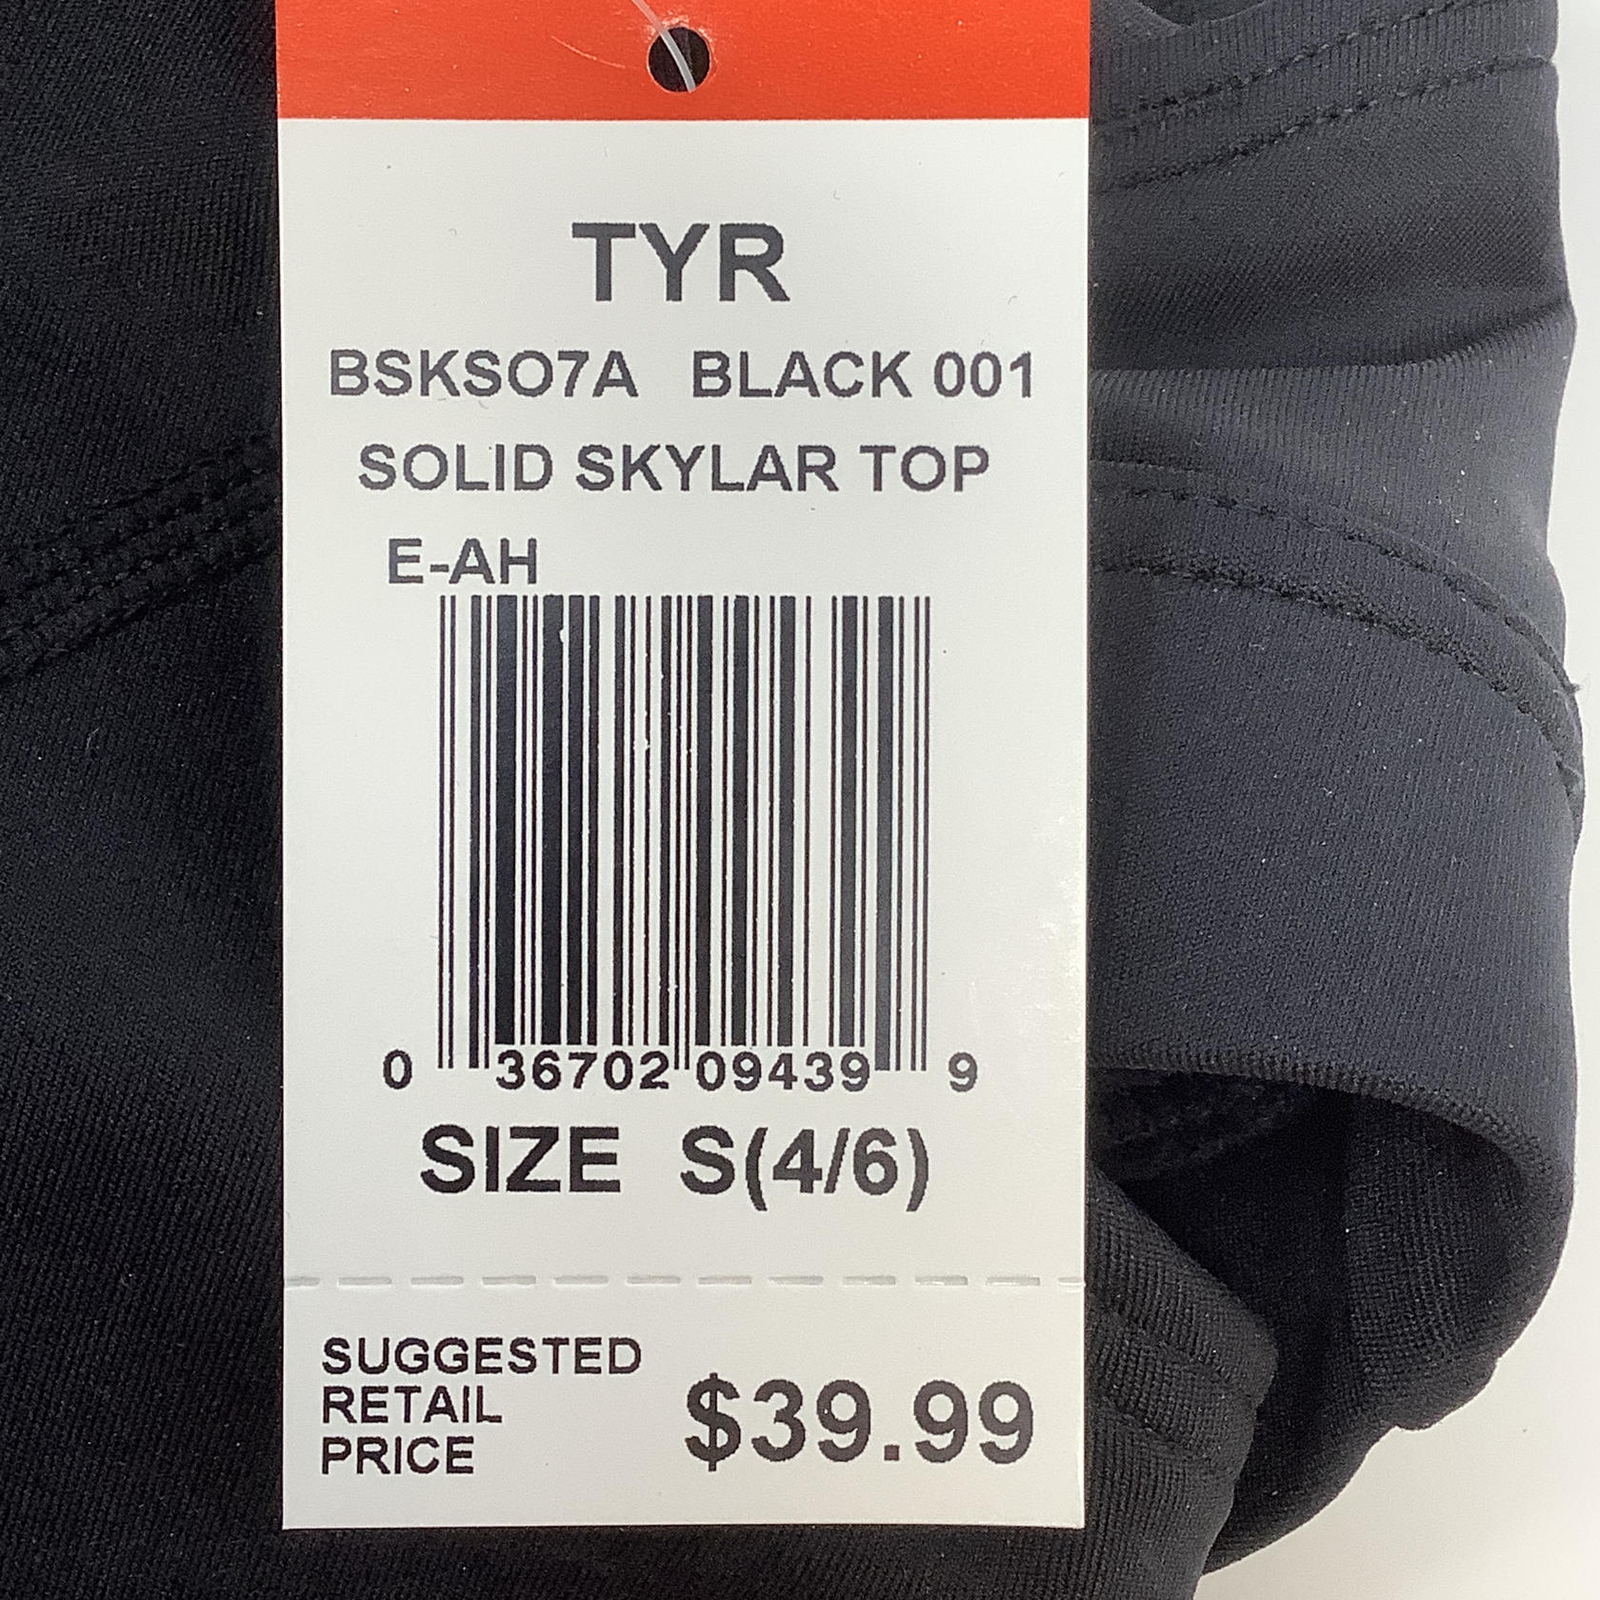 TYR
BSKSO7A BLACK 001
SOLID SKYLAR TOP
E-AH
0 36702 09439 9
SIZE S(4/6)
SUGGESTED
RETAIL
PRICE
$39.99